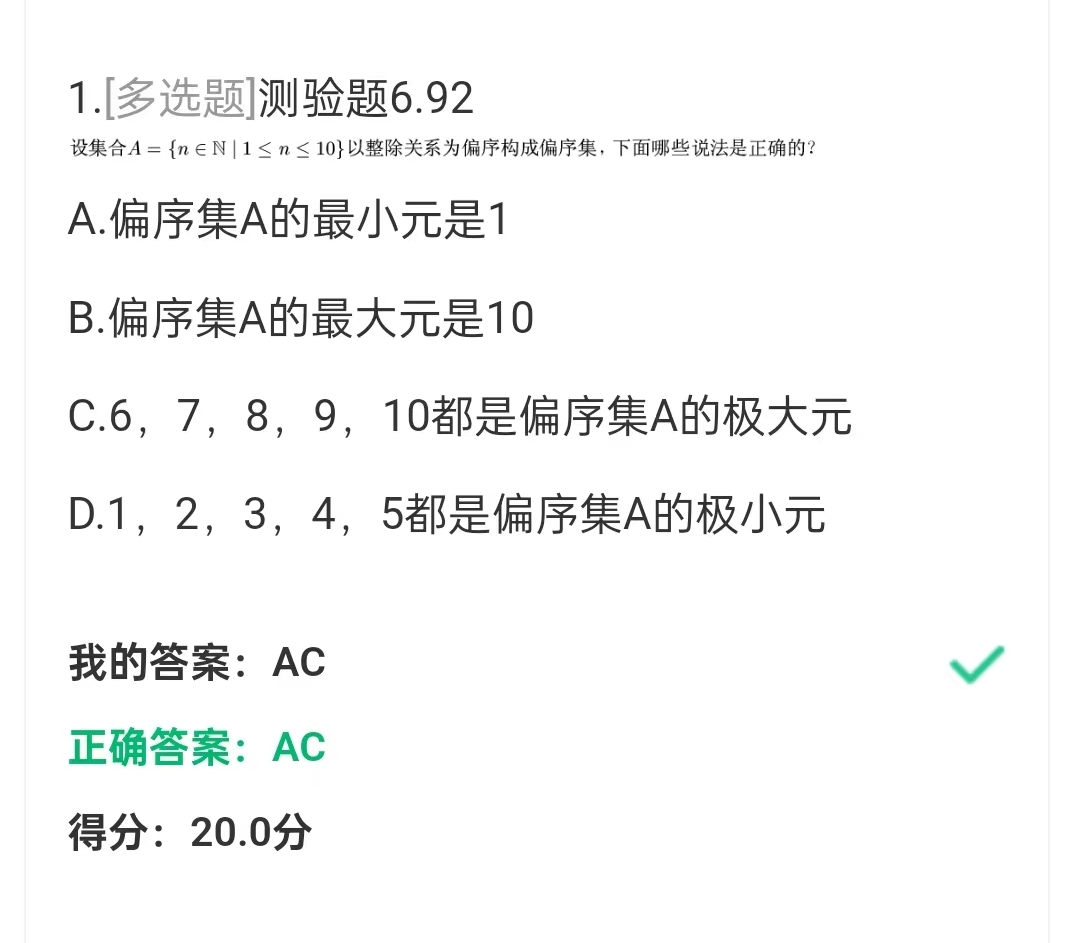 1.[多选题]测验题6.92
设集合A = {n ∈ ℕ | 1 ≤ n ≤ 10}以整除关系为偏序构成偏序集，下面哪些说法是正确的？
A.偏序集A的最小元是1
B.偏序集A的最大元是10
C.6，7，8，9，10都是偏序集A的极大元
D.1，2，3，4，5都是偏序集A的极小元
我的答案：AC
正确答案：AC
得分：20.0分